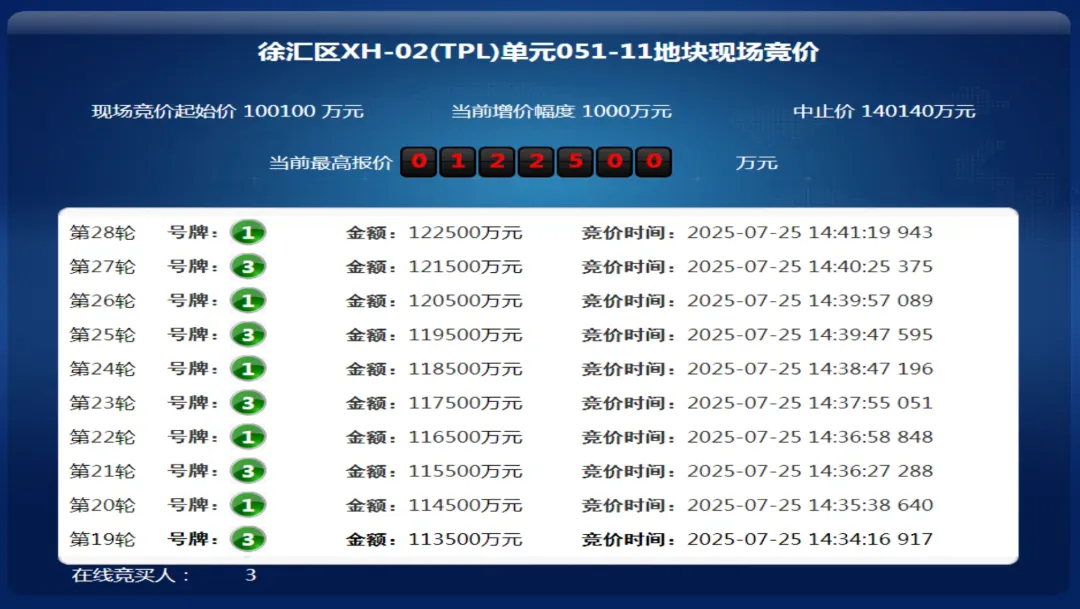 徐汇区XH-02(TPL)单元051-11地块现场竞价
现场竞价起始价 100100 万元 当前增价幅度 1000万元 中止价 140140万元
当前最高报价 0 1 2 2 5 0 0 万元
第28轮 号牌： 1 金额：122500万元 竞价时间：2025-07-25 14:41:19 943
第27轮 号牌： 3 金额：121500万元 竞价时间：2025-07-25 14:40:25 375
第26轮 号牌： 1 金额：120500万元 竞价时间：2025-07-25 14:39:57 089
第25轮 号牌： 3 金额：119500万元 竞价时间：2025-07-25 14:39:47 595
第24轮 号牌： 1 金额：118500万元 竞价时间：2025-07-25 14:38:47 196
第23轮 号牌： 3 金额：117500万元 竞价时间：2025-07-25 14:37:55 051
第22轮 号牌： 1 金额：116500万元 竞价时间：2025-07-25 14:36:58 848
第21轮 号牌： 3 金额：115500万元 竞价时间：2025-07-25 14:36:27 288
第20轮 号牌： 1 金额：114500万元 竞价时间：2025-07-25 14:35:38 640
第19轮 号牌： 3 金额：113500万元 竞价时间：2025-07-25 14:34:16 917
在线竞买人： 3